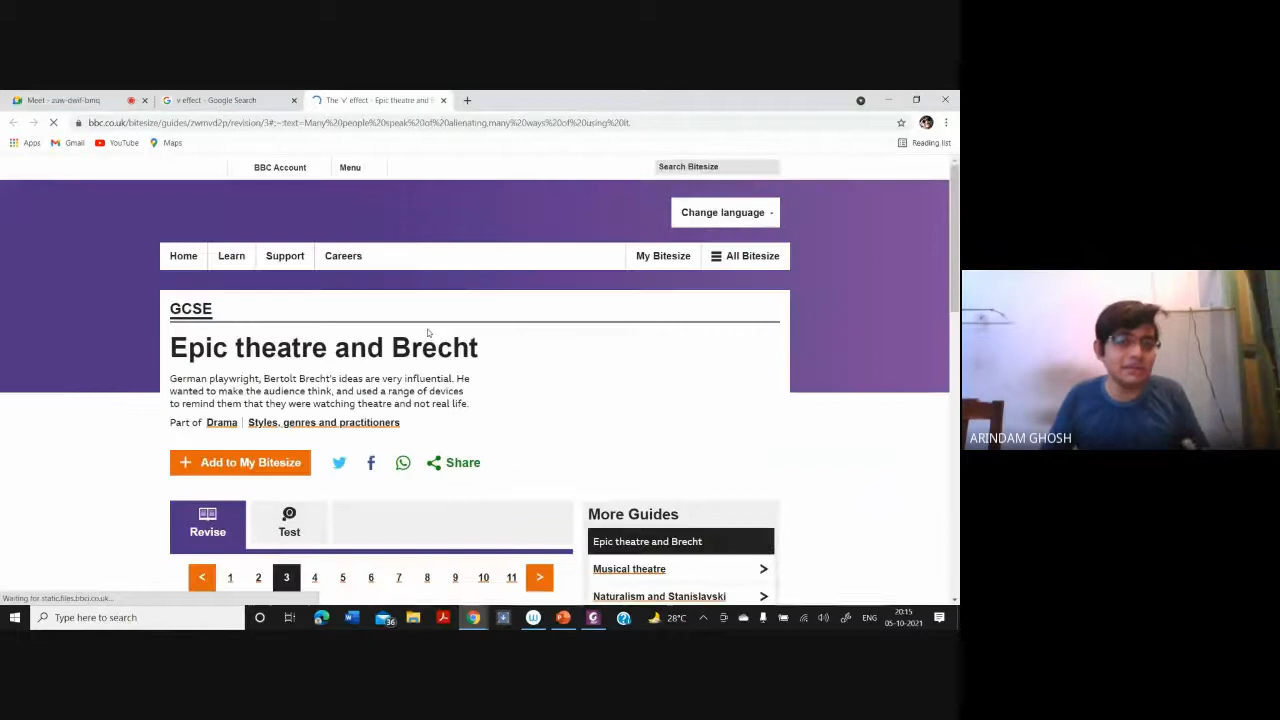 Meet - zuw-dwif-bmq
v effect - Google Search
The 'v' effect - Epic theatre and
bbc.co.uk/bitesize/guides/zwmvd2p/revision/3#:~:text=Many%20people%20speak%20of%20alienating,many%20ways%20of%20using%20it.
Apps
Gmail
YouTube
Maps
Reading list
BBC Account
Menu
Search Bitesize
Change language
Home
Learn
Support
Careers
My Bitesize
All Bitesize
GCSE
Epic theatre and Brecht
German playwright, Bertolt Brecht's ideas are very influential. He
wanted to make the audience think, and used a range of devices
to remind them that they were watching theatre and not real life.
Part of Drama | Styles, genres and practitioners
+ Add to My Bitesize
Share
Revise
Test
More Guides
Epic theatre and Brecht
Musical theatre >
Naturalism and Stanislavski >
< 1 2 3 4 5 6 7 8 9 10 11 >
Waiting for static.files.bbci.co.uk...
Type here to search
36
28°C
ENG
20:15
05-10-2021
ARINDAM GHOSH